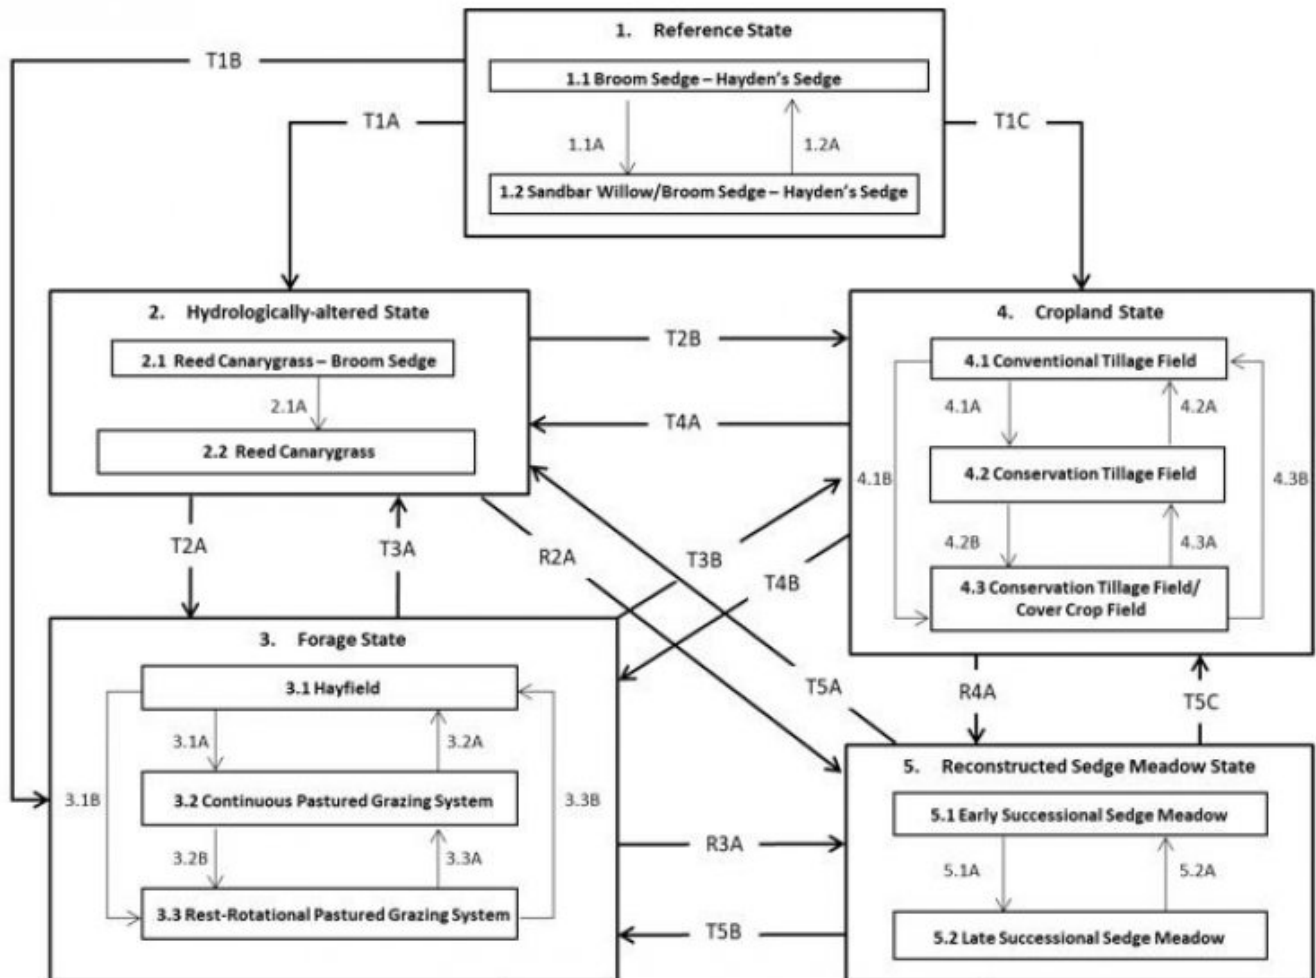 1. Reference State
T1B
1.1 Broom Sedge – Hayden's Sedge
T1A
T1C
1.1A
1.2A
1.2 Sandbar Willow/Broom Sedge – Hayden's Sedge
2. Hydrologically-altered State
2.1 Reed Canarygrass – Broom Sedge
2.1A
2.2 Reed Canarygrass
T2B
T4A
4. Cropland State
4.1 Conventional Tillage Field
4.1A
4.2A
4.2 Conservation Tillage Field
4.1B
4.3B
4.2B
4.3A
4.3 Conservation Tillage Field/
Cover Crop Field
T2A
T3A
R2A
T3B
T4B
T5A
R4A
T5C
3. Forage State
3.1 Hayfield
3.1A
3.2A
3.2 Continuous Pastured Grazing System
3.1B
3.3B
3.2B
3.3A
3.3 Rest-Rotational Pastured Grazing System
R3A
T5B
5. Reconstructed Sedge Meadow State
5.1 Early Successional Sedge Meadow
5.1A
5.2A
5.2 Late Successional Sedge Meadow